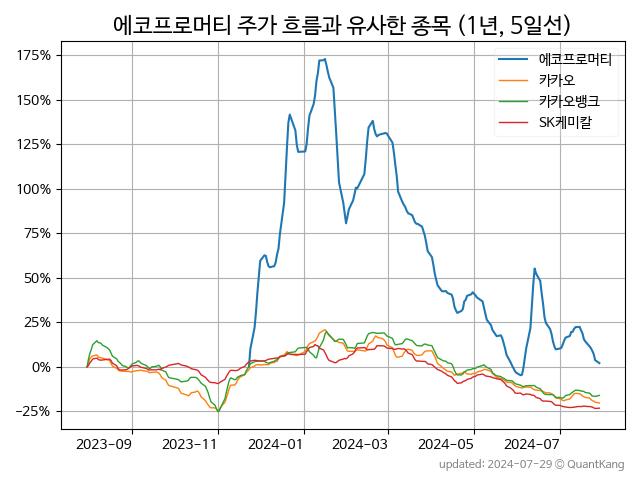 에코프로머티 주가 흐름과 유사한 종목 (1년, 5일선)
175%
150%
125%
100%
75%
50%
25%
0%
−25%
에코프로머티
카카오
카카오뱅크
SK케미칼
2023-09
2023-11
2024-01
2024-03
2024-05
2024-07
updated: 2024-07-29 © QuantKang